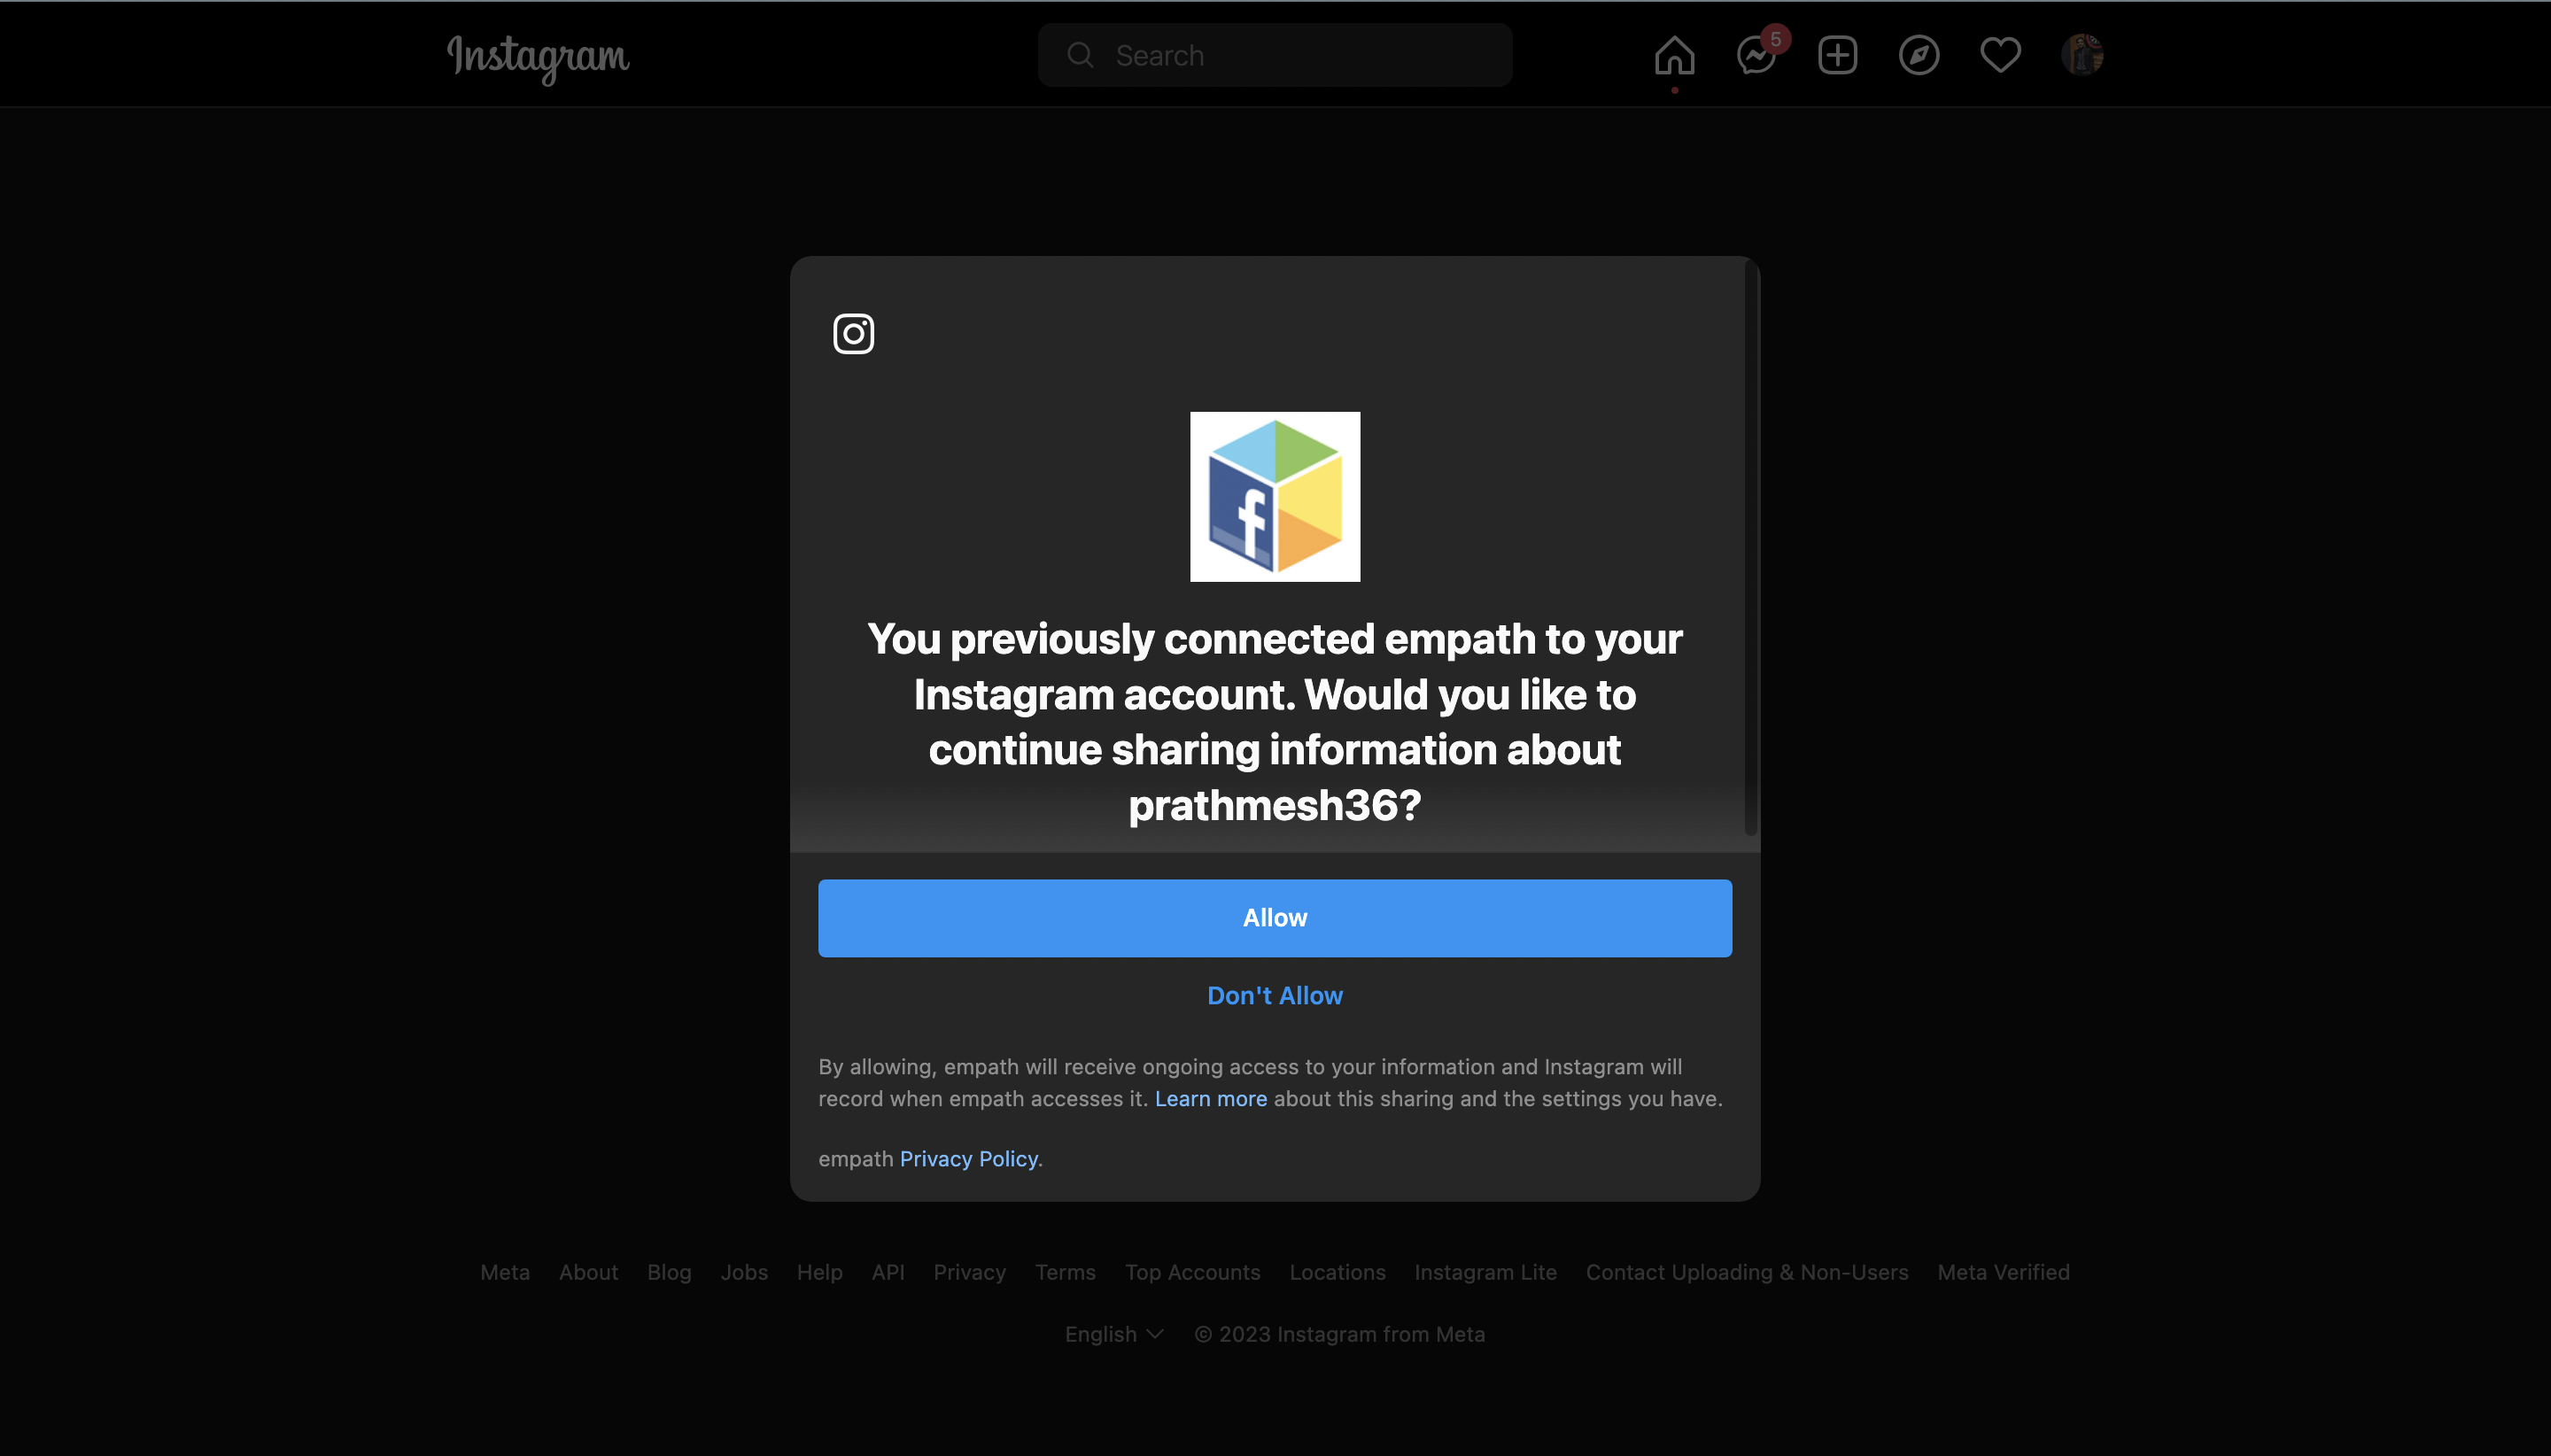 Instagram
Search
5
f
You previously connected empath to your
Instagram account. Would you like to
continue sharing information about
prathmesh36?
Allow
Don't Allow
By allowing, empath will receive ongoing access to your information and Instagram will
record when empath accesses it. Learn more about this sharing and the settings you have.
empath Privacy Policy.
Meta About Blog Jobs Help API Privacy Terms Top Accounts Locations Instagram Lite Contact Uploading & Non-Users Meta Verified
English © 2023 Instagram from Meta